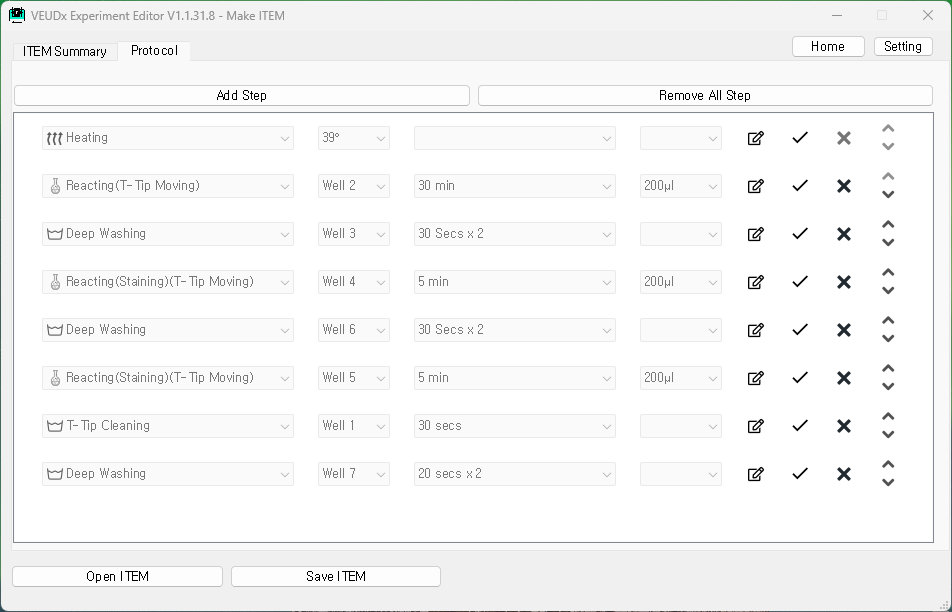 VEUDx Experiment Editor V1.1.31.8 - Make ITEM
ITEM Summary Protocol Home Setting
Add Step Remove All Step
Heating 39° 
Reacting(T-Tip Moving) Well 2 30 min 200µl
Deep Washing Well 3 30 Secs x 2
Reacting(Staining)(T-Tip Moving) Well 4 5 min 200µl
Deep Washing Well 6 30 Secs x 2
Reacting(Staining)(T-Tip Moving) Well 5 5 min 200µl
T-Tip Cleaning Well 1 30 secs
Deep Washing Well 7 20 secs x 2
Open ITEM Save ITEM